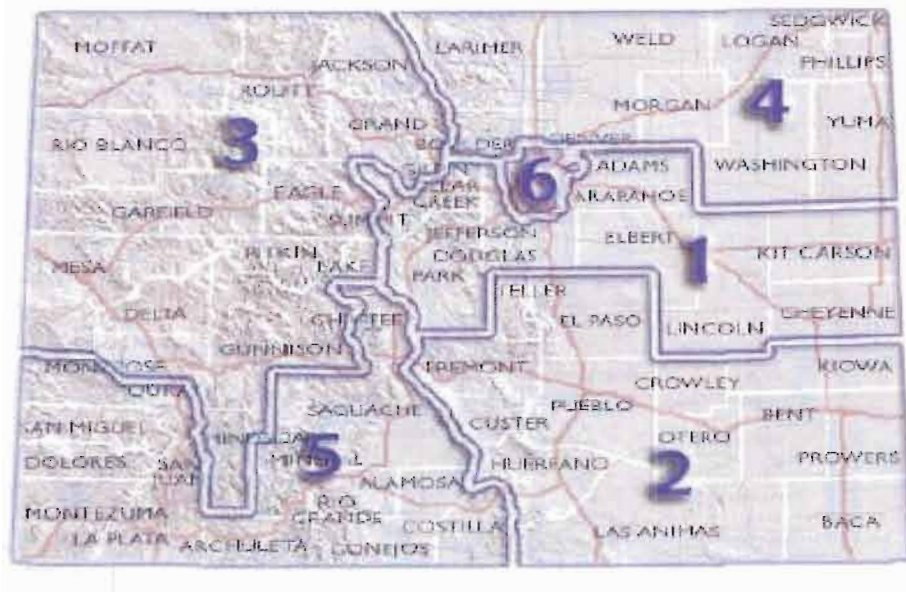 SEDGWICK
MOFFAT LARIMER WELD LOGAN
JACKSON PHILLIPS
ROUTT
MORGAN 4
GRAND YUMA
RIO BLANCO 3 DENVER
ADAMS WASHINGTON
6
EAGLE CREEK ARAPAHOE
GARFIELD SUMMIT
JEFFERSON ELBERT
PITKIN DOUGLAS 1 KIT CARSON
MESA LAKE PARK
TELLER
DELTA CHEYENNE
EL PASO LINCOLN
GUNNISON
FREMONT KIOWA
OURAY CROWLEY
SAGUACHE PUEBLO BENT
CUSTER
SAN MIGUEL OTERO
5 MINERAL
DOLORES SAN HUERFANO 2 PROWERS
JUAN ALAMOSA
RIO
MONTEZUMA GRANDE COSTILLA BACA
LA PLATA ARCHULETA CONEJOS LAS ANIMAS